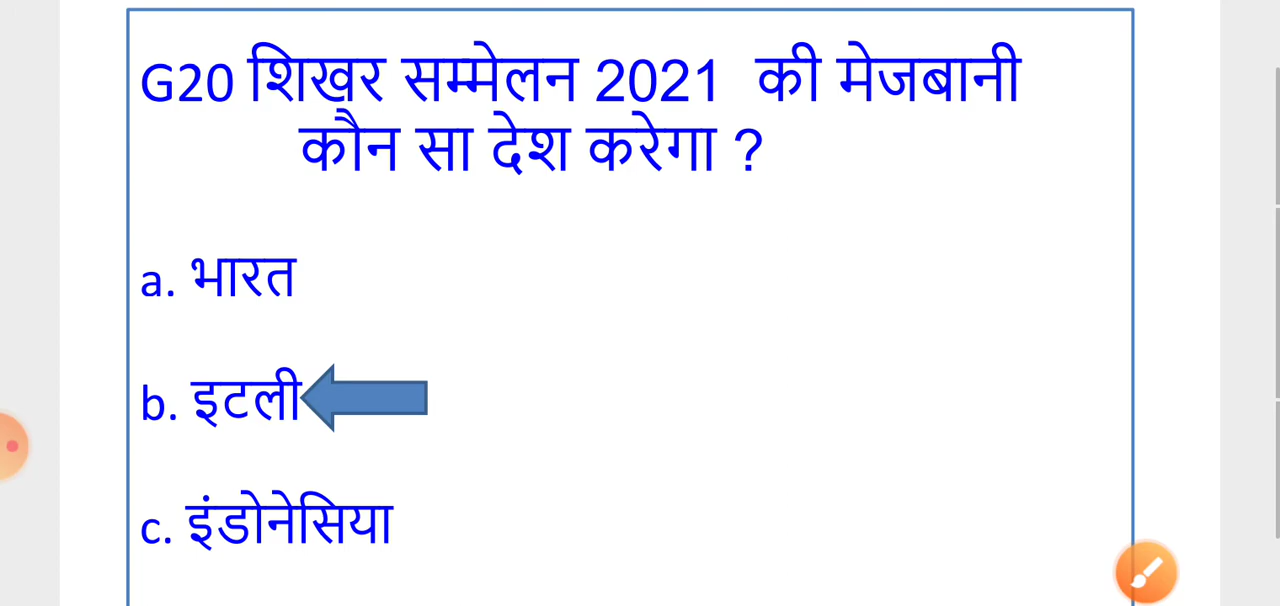 G20 शिखर सम्मेलन 2021 की मेजबानी
कौन सा देश करेगा ?
a. भारत
b. इटली
c. इंडोनेसिया